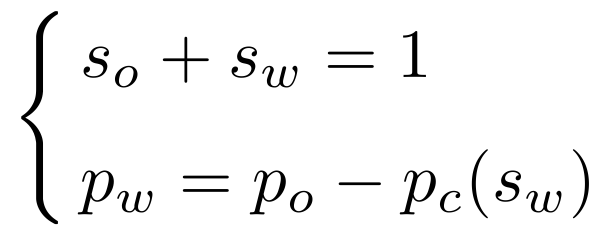 s_o + s_w = 1
p_w = p_o − p_c(s_w)